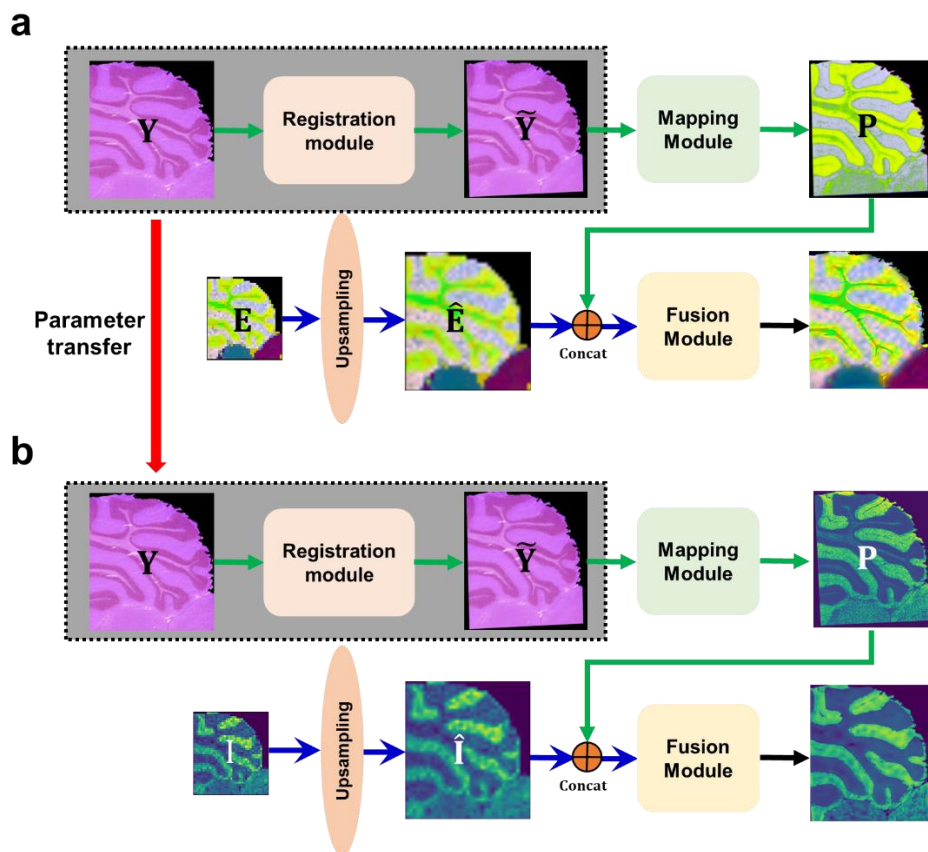 a
Y
Registration
module
Ỹ
Mapping
Module
P
Parameter
transfer
E
Upsampling
Ê
Concat
Fusion
Module
b
Y
Registration
module
Ỹ
Mapping
Module
P
I
Upsampling
Î
Concat
Fusion
Module